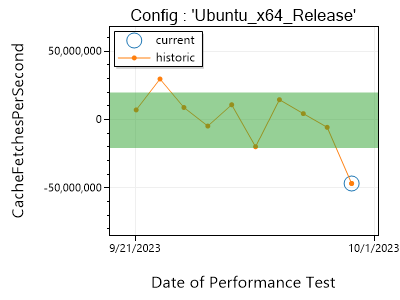 Config : 'Ubuntu_x64_Release'
current
historic
50,000,000
0
-50,000,000
CacheFetchesPerSecond
9/21/2023
10/1/2023
Date of Performance Test